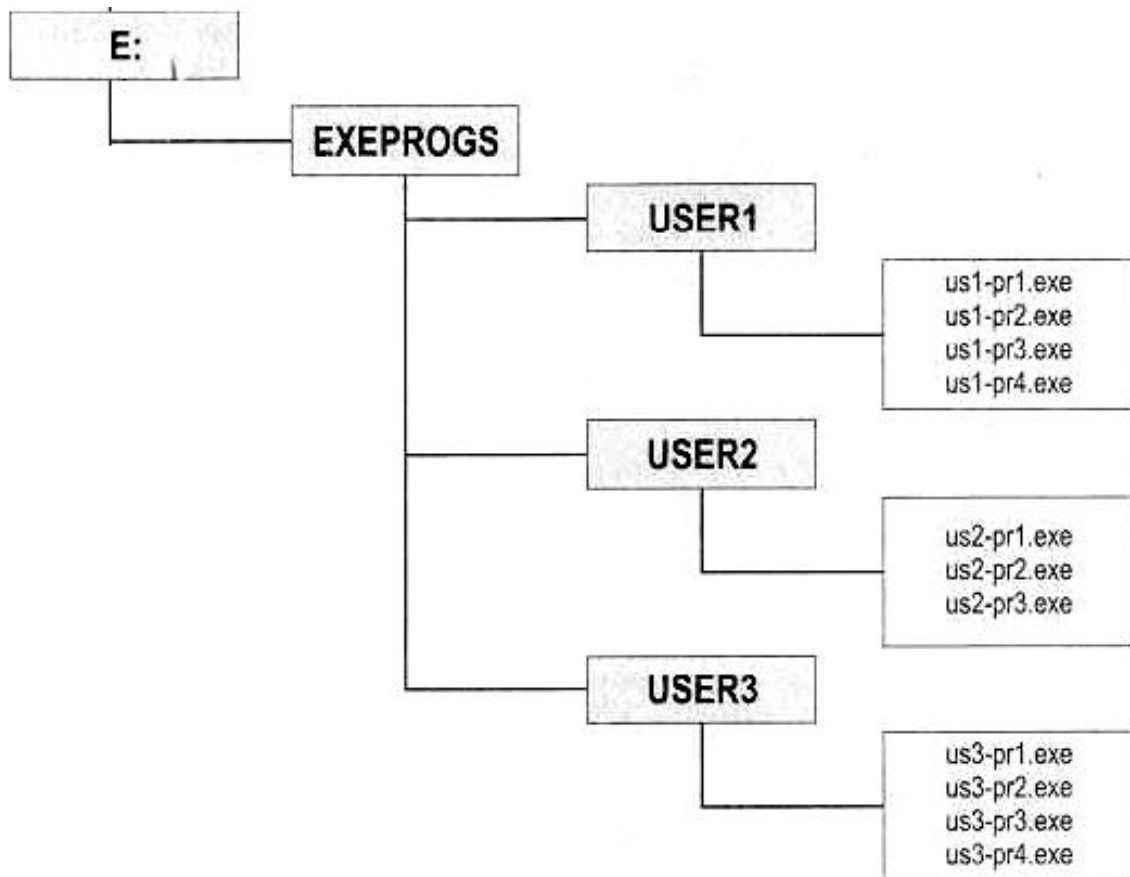 E:
EXEPROGS
USER1
us1-pr1.exe
us1-pr2.exe
us1-pr3.exe
us1-pr4.exe
USER2
us2-pr1.exe
us2-pr2.exe
us2-pr3.exe
USER3
us3-pr1.exe
us3-pr2.exe
us3-pr3.exe
us3-pr4.exe